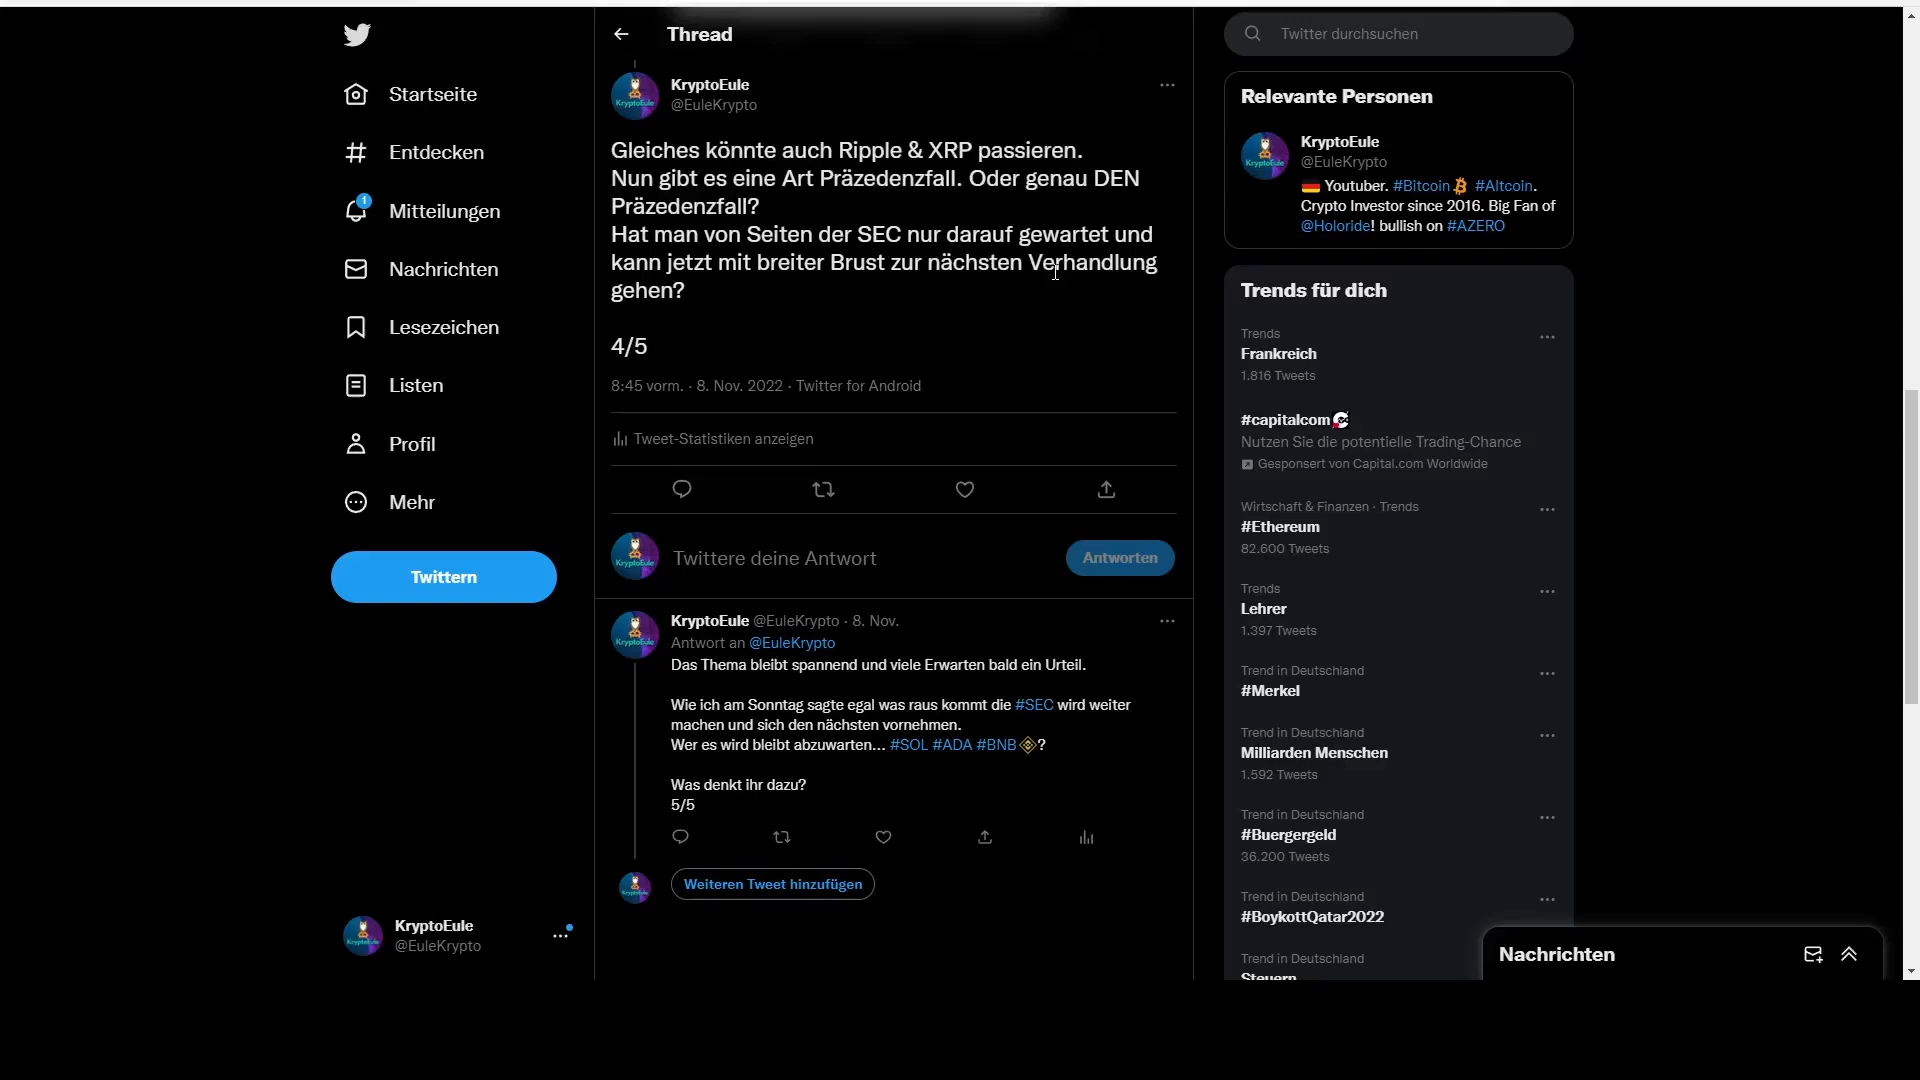 Startseite
Entdecken
1
Mitteilungen
Nachrichten
Lesezeichen
Listen
Profil
Mehr
Twittern
KryptoEule
@EuleKrypto
Thread
KryptoEule
@EuleKrypto
Gleiches könnte auch Ripple & XRP passieren.
Nun gibt es eine Art Präzedenzfall. Oder genau DEN
Präzedenzfall?
Hat man von Seiten der SEC nur darauf gewartet und
kann jetzt mit breiter Brust zur nächsten Verhandlung
gehen?
4/5
8:45 vorm. · 8. Nov. 2022 · Twitter for Android
Tweet-Statistiken anzeigen
Twittere deine Antwort
Antworten
KryptoEule @EuleKrypto · 8. Nov.
Antwort an @EuleKrypto
Das Thema bleibt spannend und viele Erwarten bald ein Urteil.
Wie ich am Sonntag sagte egal was raus kommt die #SEC wird weiter
machen und sich den nächsten vornehmen.
Wer es wird bleibt abzuwarten... #SOL #ADA #BNB ?
Was denkt ihr dazu?
5/5
Weiteren Tweet hinzufügen
Twitter durchsuchen
Relevante Personen
KryptoEule
@EuleKrypto
Youtuber. #Bitcoin #Altcoin.
Crypto Investor since 2016. Big Fan of
@Holoride! bullish on #AZERO
Trends für dich
Trends
Frankreich
1.816 Tweets
#capitalcom
Nutzen Sie die potentielle Trading-Chance
Gesponsert von Capital.com Worldwide
Wirtschaft & Finanzen · Trends
#Ethereum
82.600 Tweets
Trends
Lehrer
1.397 Tweets
Trend in Deutschland
#Merkel
Trend in Deutschland
Milliarden Menschen
1.592 Tweets
Trend in Deutschland
#Buergergeld
36.200 Tweets
Trend in Deutschland
#BoykottQatar2022
Trend in Deutschland
Steuern
Nachrichten